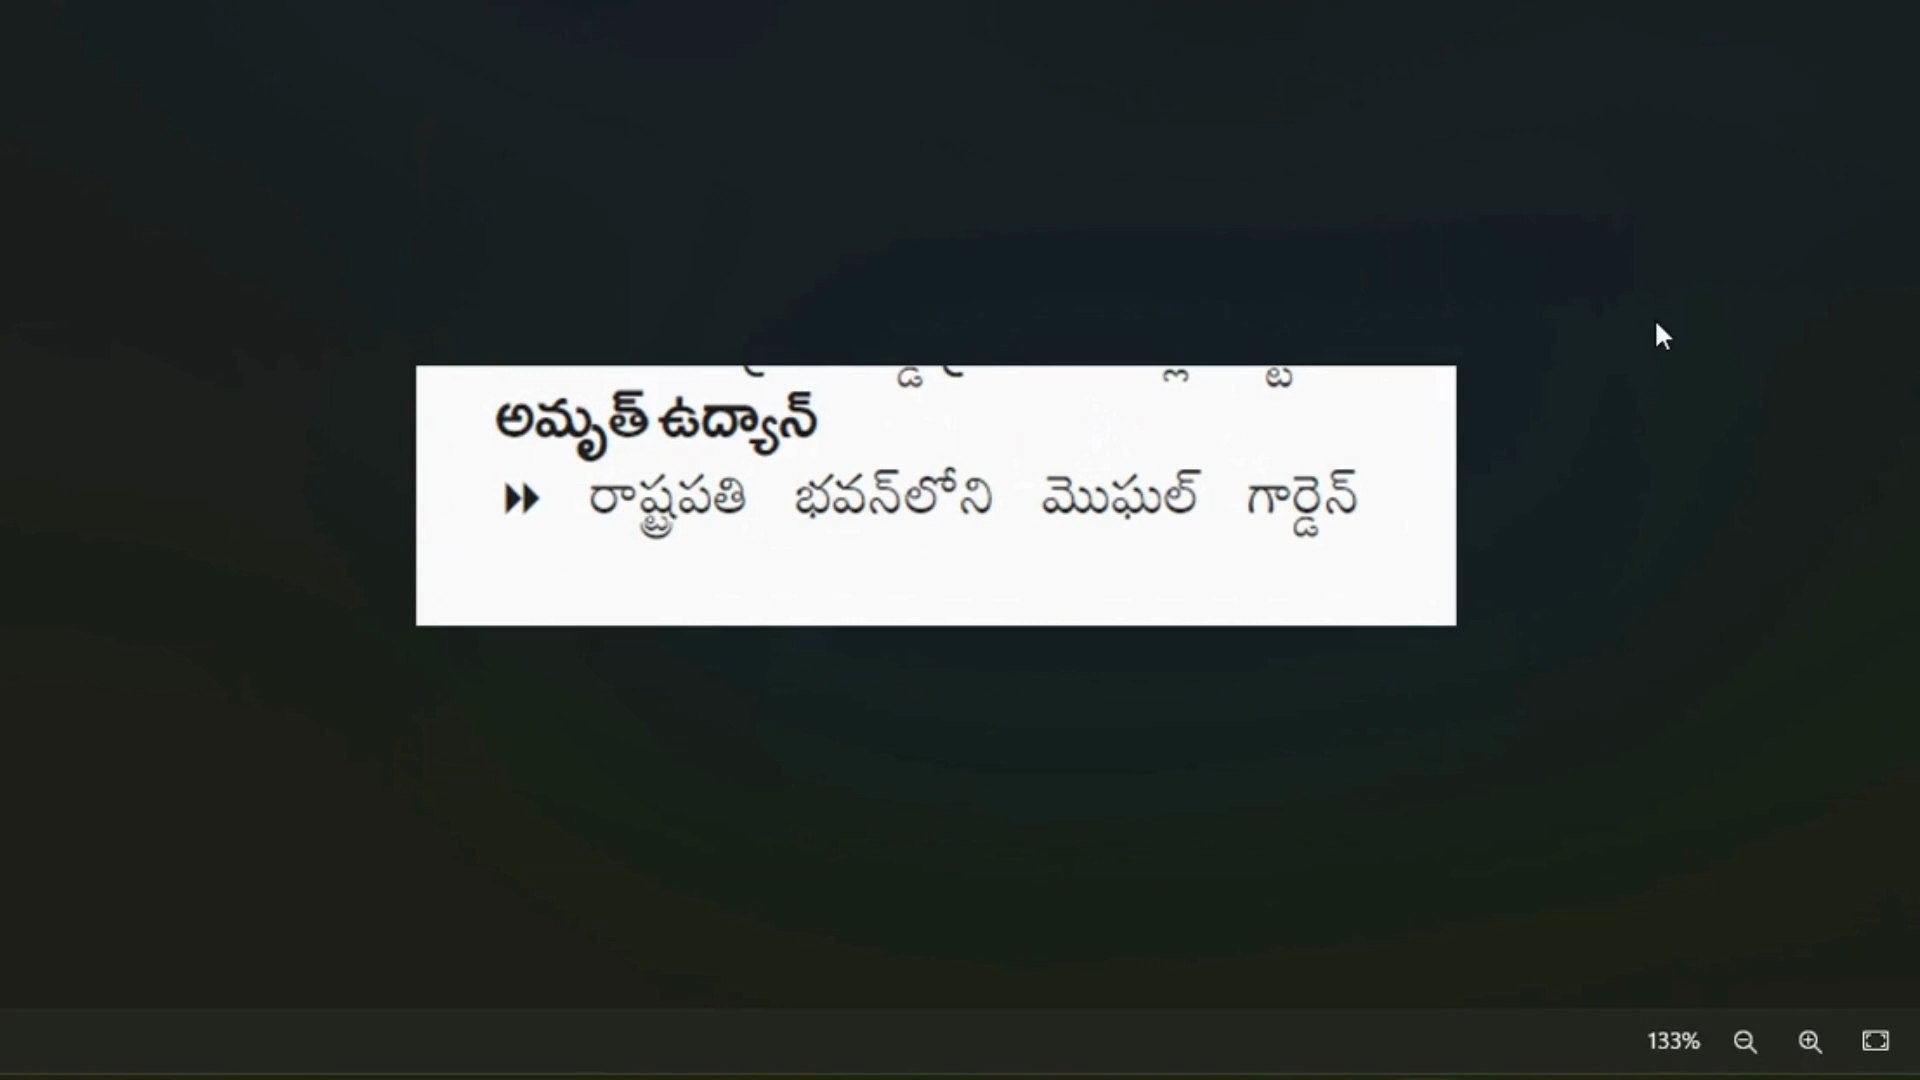 అమృత్ ఉద్యాన్
రాష్ట్రపతి భవన్‌లోని మొఘల్ గార్డెన్
133%